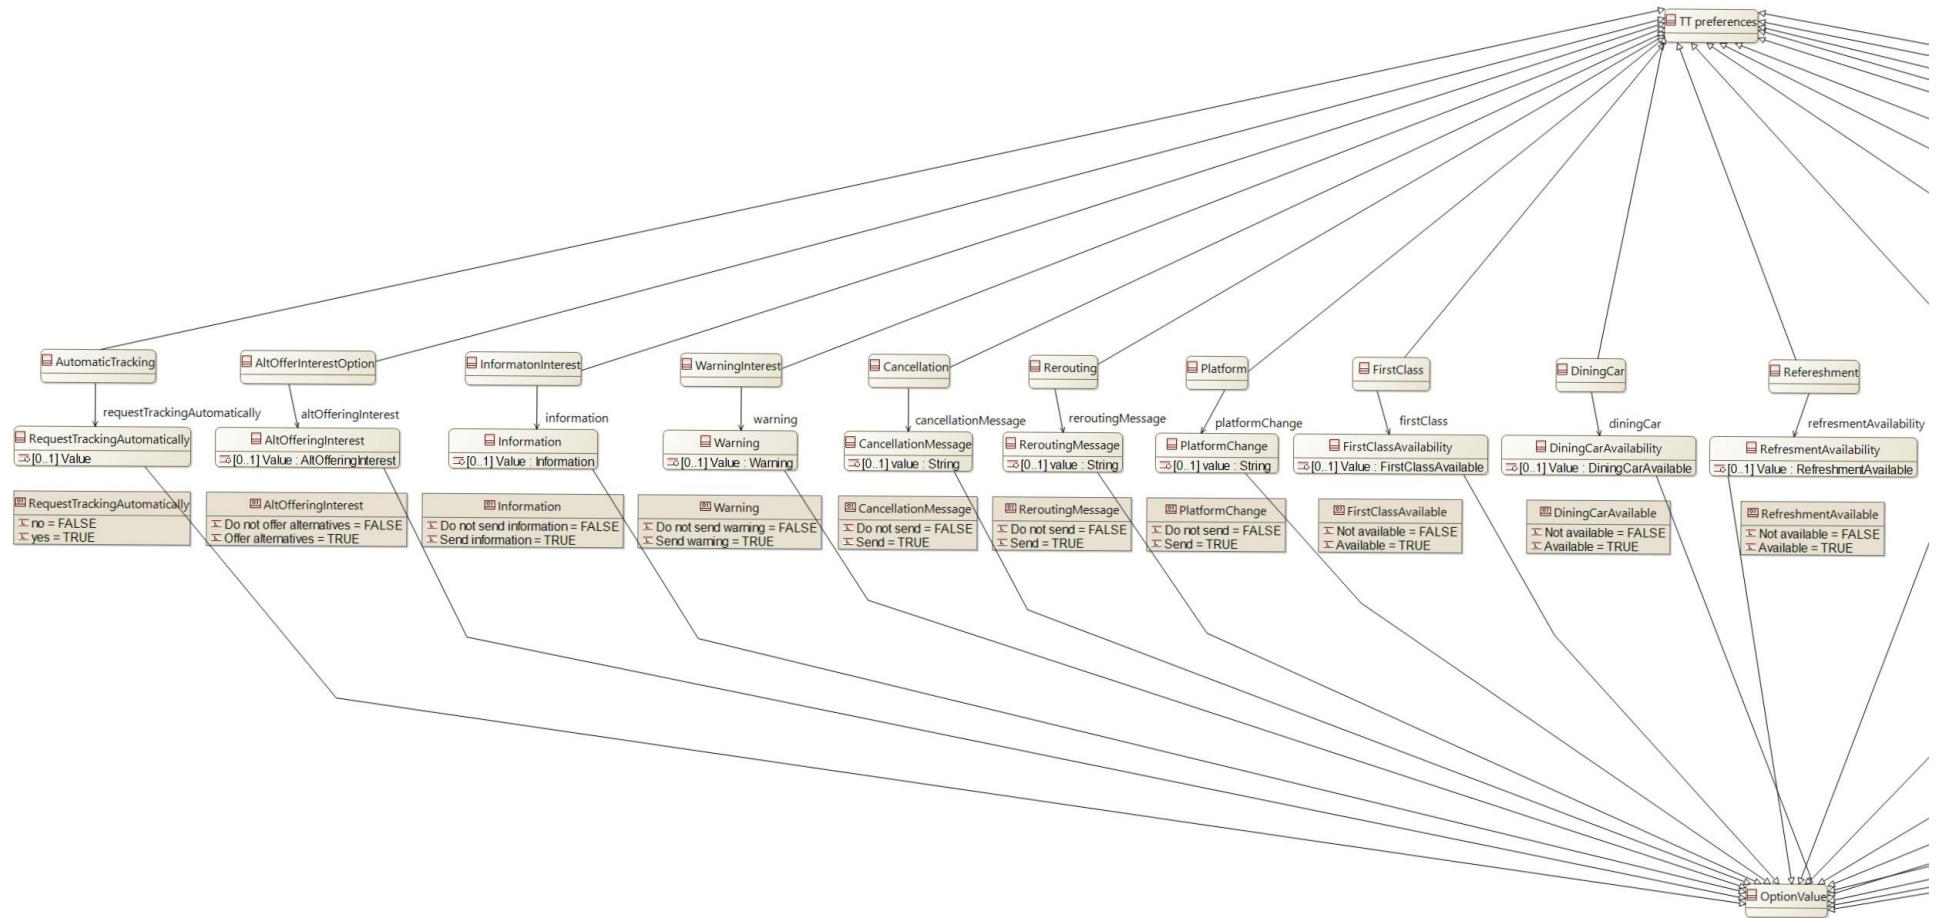 TT preferences
AutomaticTracking
AltOfferInterestOption
InformatonInterest
WarningInterest
Cancellation
Rerouting
Platform
FirstClass
DiningCar
Refereshment
requestTrackingAutomatically
altOfferingInterest
information
warning
cancellationMessage
reroutingMessage
platformChange
firstClass
diningCar
refresmentAvailability
RequestTrackingAutomatically
[0..1] Value
AltOfferingInterest
[0..1] Value : AltOfferingInterest
Information
[0..1] Value : Information
Warning
[0..1] Value : Warning
CancellationMessage
[0..1] value : String
ReroutingMessage
[0..1] value : String
PlatformChange
[0..1] value : String
FirstClassAvailability
[0..1] Value : FirstClassAvailable
DiningCarAvailability
[0..1] Value : DiningCarAvailable
RefresmentAvailability
[0..1] Value : RefreshmentAvailable
RequestTrackingAutomatically
no = FALSE
yes = TRUE
AltOfferingInterest
Do not offer alternatives = FALSE
Offer alternatives = TRUE
Information
Do not send information = FALSE
Send information = TRUE
Warning
Do not send warning = FALSE
Send warning = TRUE
CancellationMessage
Do not send = FALSE
Send = TRUE
ReroutingMessage
Do not send = FALSE
Send = TRUE
PlatformChange
Do not send = FALSE
Send = TRUE
FirstClassAvailable
Not available = FALSE
Available = TRUE
DiningCarAvailable
Not available = FALSE
Available = TRUE
RefreshmentAvailable
Not available = FALSE
Available = TRUE
OptionValue